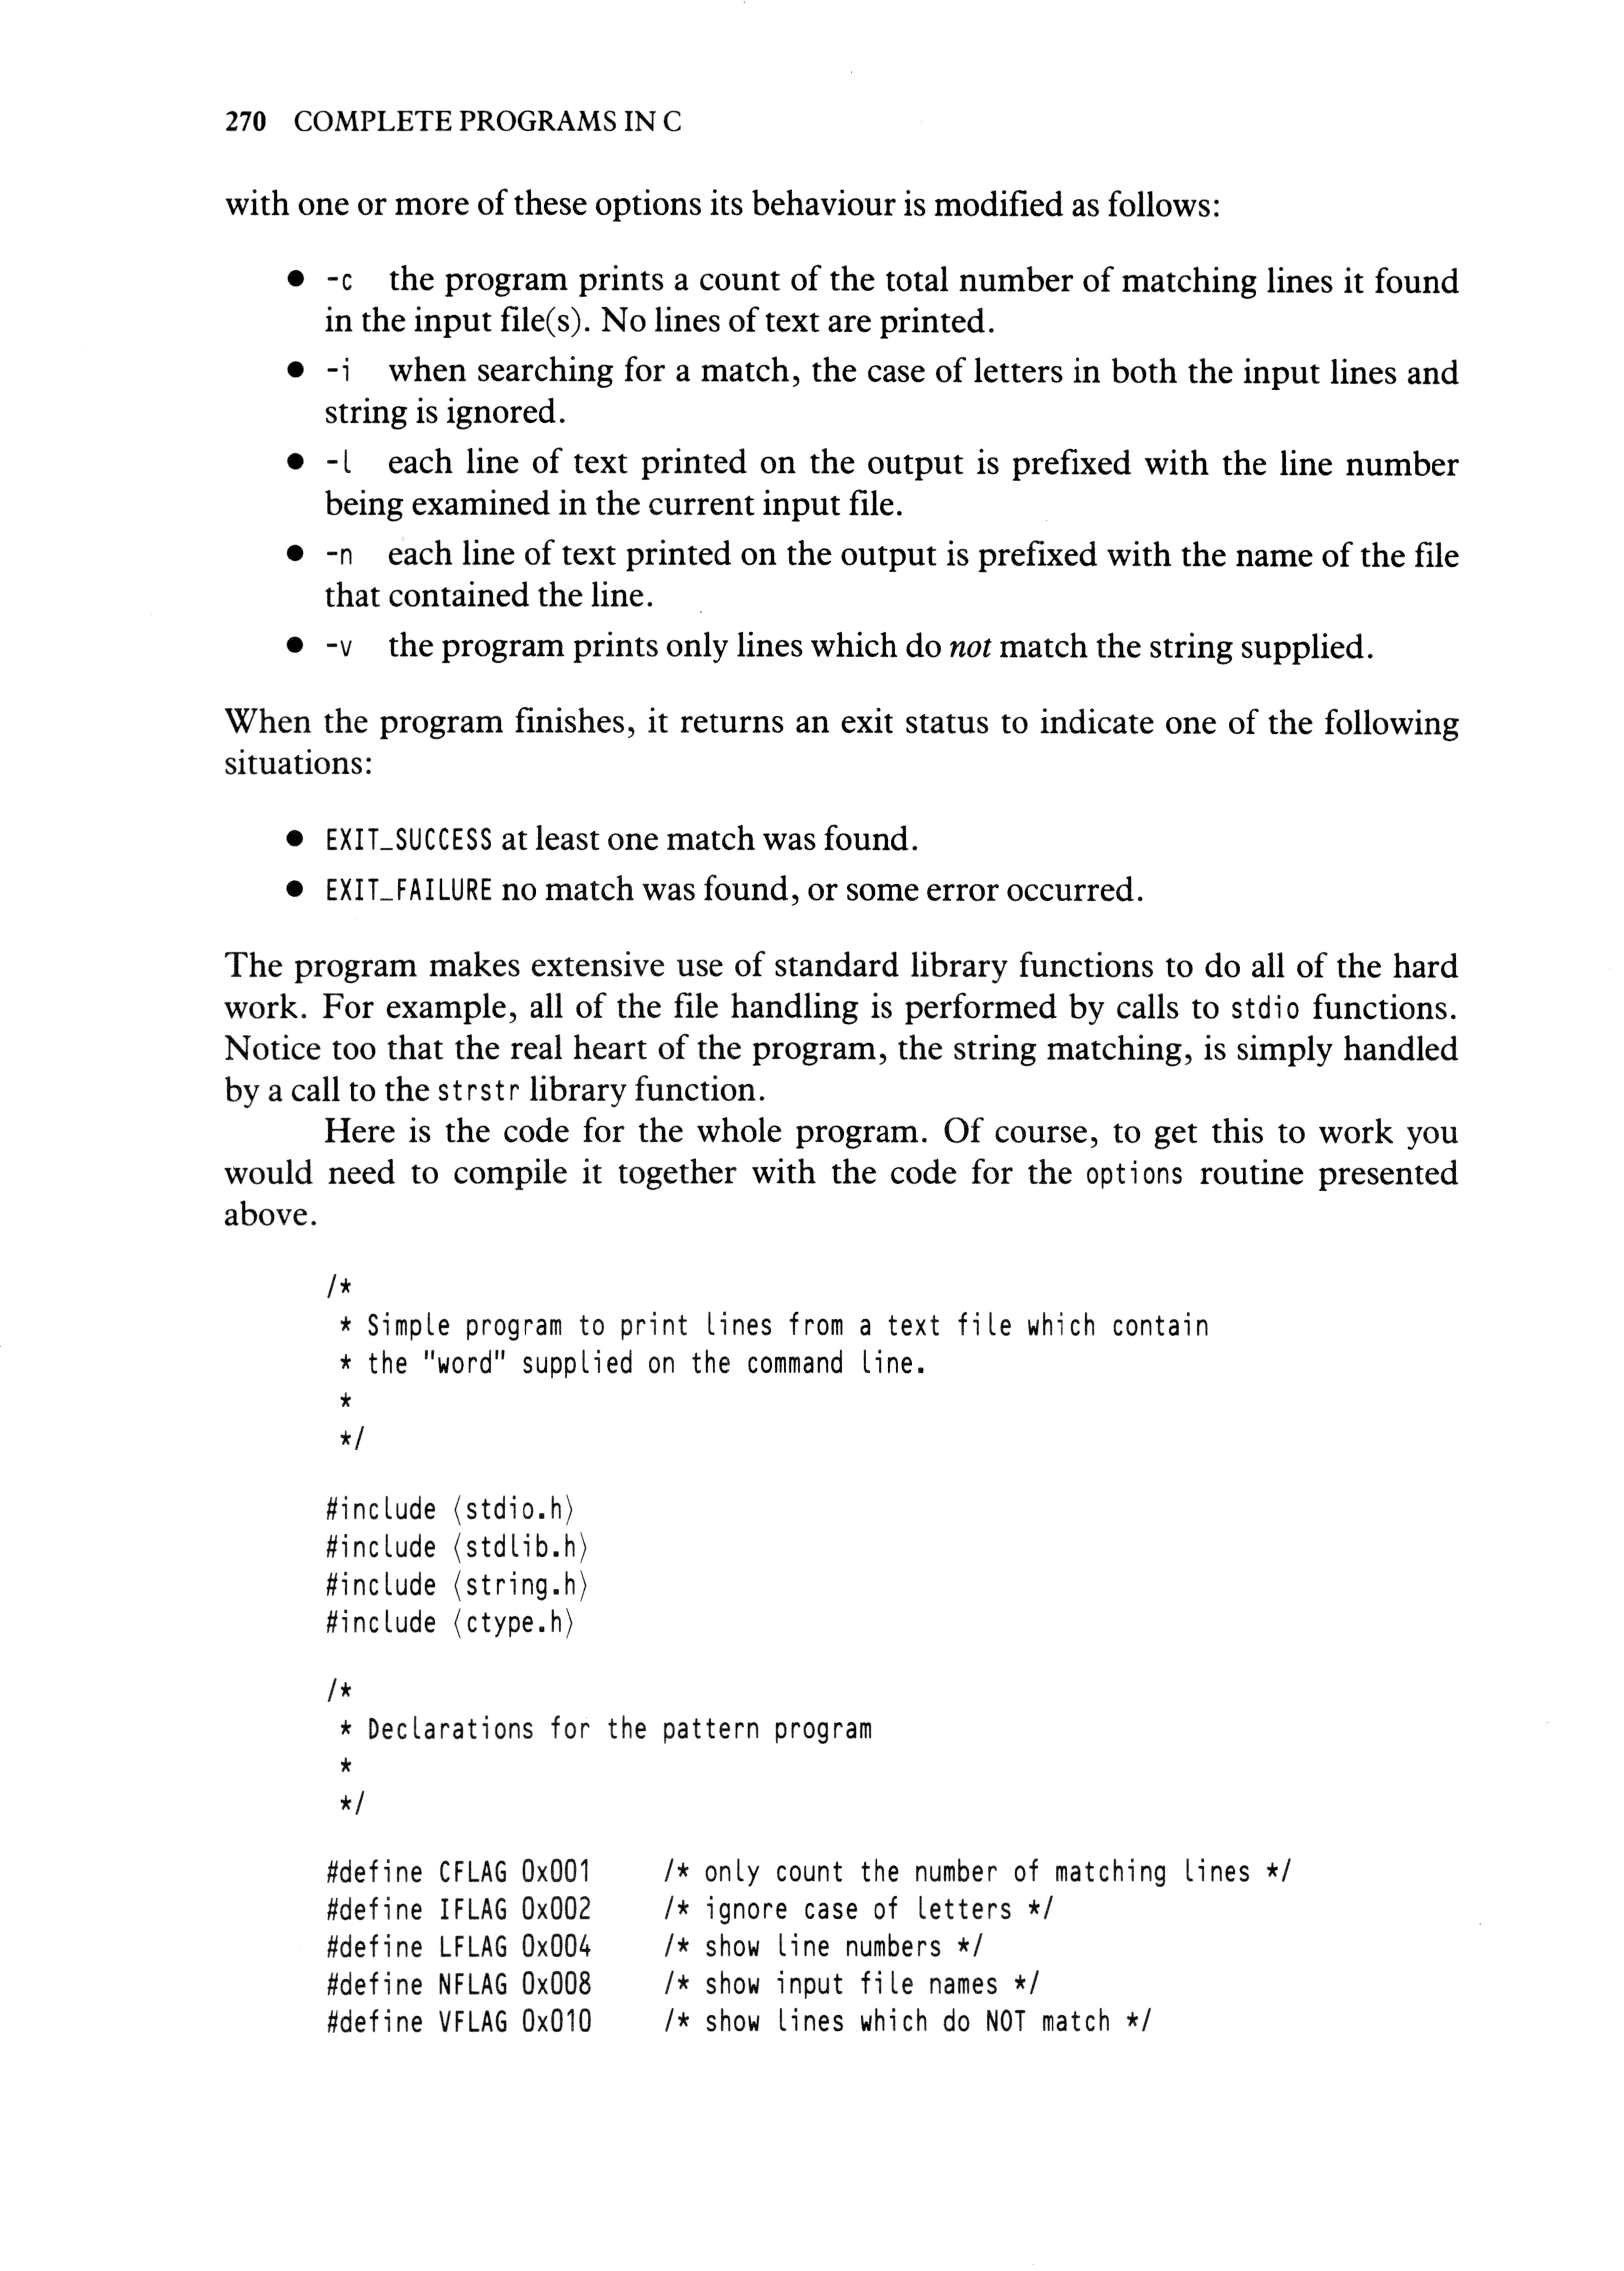 270 COMPLETE PROGRAMS IN C
with one or more of these options its behaviour is modified as follows:
● -c the program prints a count of the total number of matching lines it found
in the input file(s). No lines of text are printed.
● -i when searching for a match, the case of letters in both the input lines and
string is ignored.
● -l each line of text printed on the output is prefixed with the line number
being examined in the current input file.
● -n each line of text printed on the output is prefixed with the name of the file
that contained the line.
● -v the program prints only lines which do not match the string supplied.
When the program finishes, it returns an exit status to indicate one of the following
situations:
● EXIT_SUCCESS at least one match was found.
● EXIT_FAILURE no match was found, or some error occurred.
The program makes extensive use of standard library functions to do all of the hard
work. For example, all of the file handling is performed by calls to stdio functions.
Notice too that the real heart of the program, the string matching, is simply handled
by a call to the strstr library function.
Here is the code for the whole program. Of course, to get this to work you
would need to compile it together with the code for the options routine presented
above.
/*
* Simple program to print lines from a text file which contain
* the "word" supplied on the command line.
*
*/
#include ⟨stdio.h⟩
#include ⟨stdlib.h⟩
#include ⟨string.h⟩
#include ⟨ctype.h⟩
/*
* Declarations for the pattern program
*
*/
#define CFLAG 0x001 /* only count the number of matching lines */
#define IFLAG 0x002 /* ignore case of letters */
#define LFLAG 0x004 /* show line numbers */
#define NFLAG 0x008 /* show input file names */
#define VFLAG 0x010 /* show lines which do NOT match */